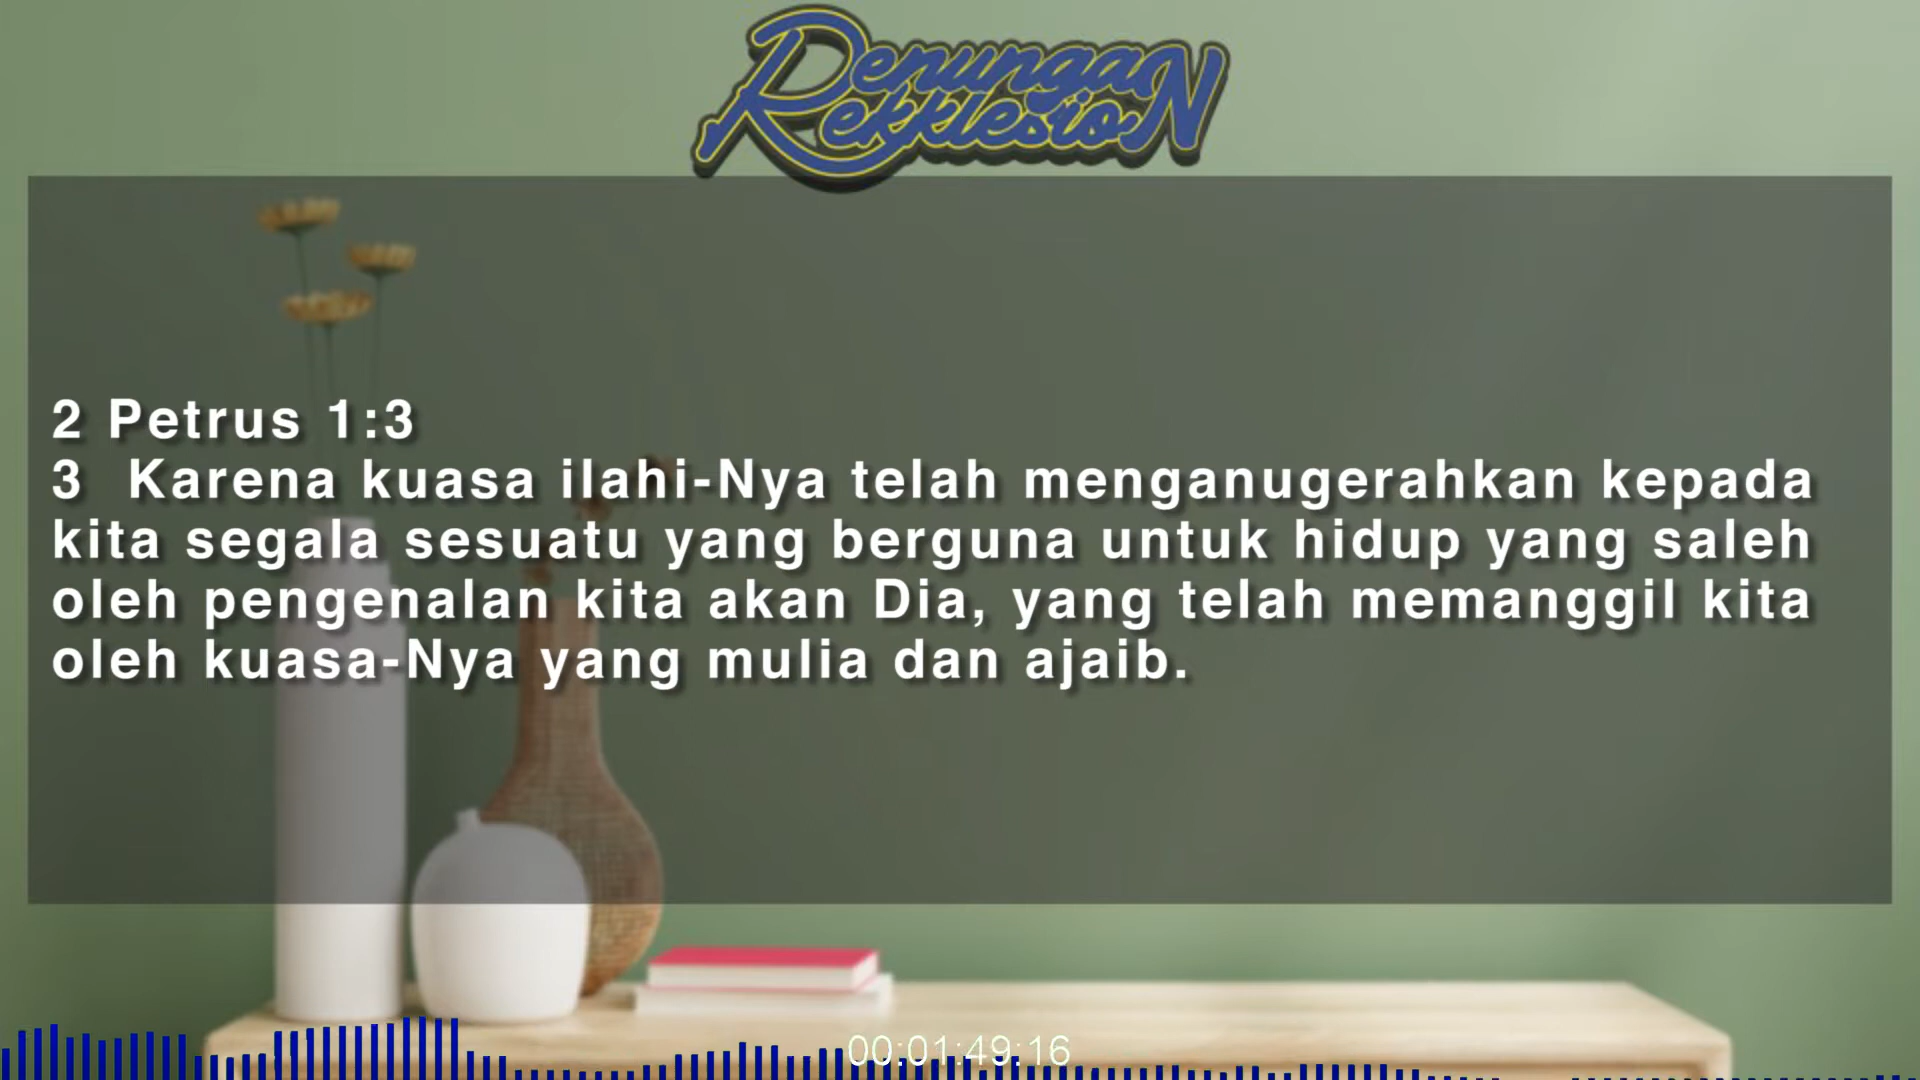 Renungan
Rekklesion
2 Petrus 1:3
3 Karena kuasa ilahi-Nya telah menganugerahkan kepada
kita segala sesuatu yang berguna untuk hidup yang saleh
oleh pengenalan kita akan Dia, yang telah memanggil kita
oleh kuasa-Nya yang mulia dan ajaib.
00:01:49:16